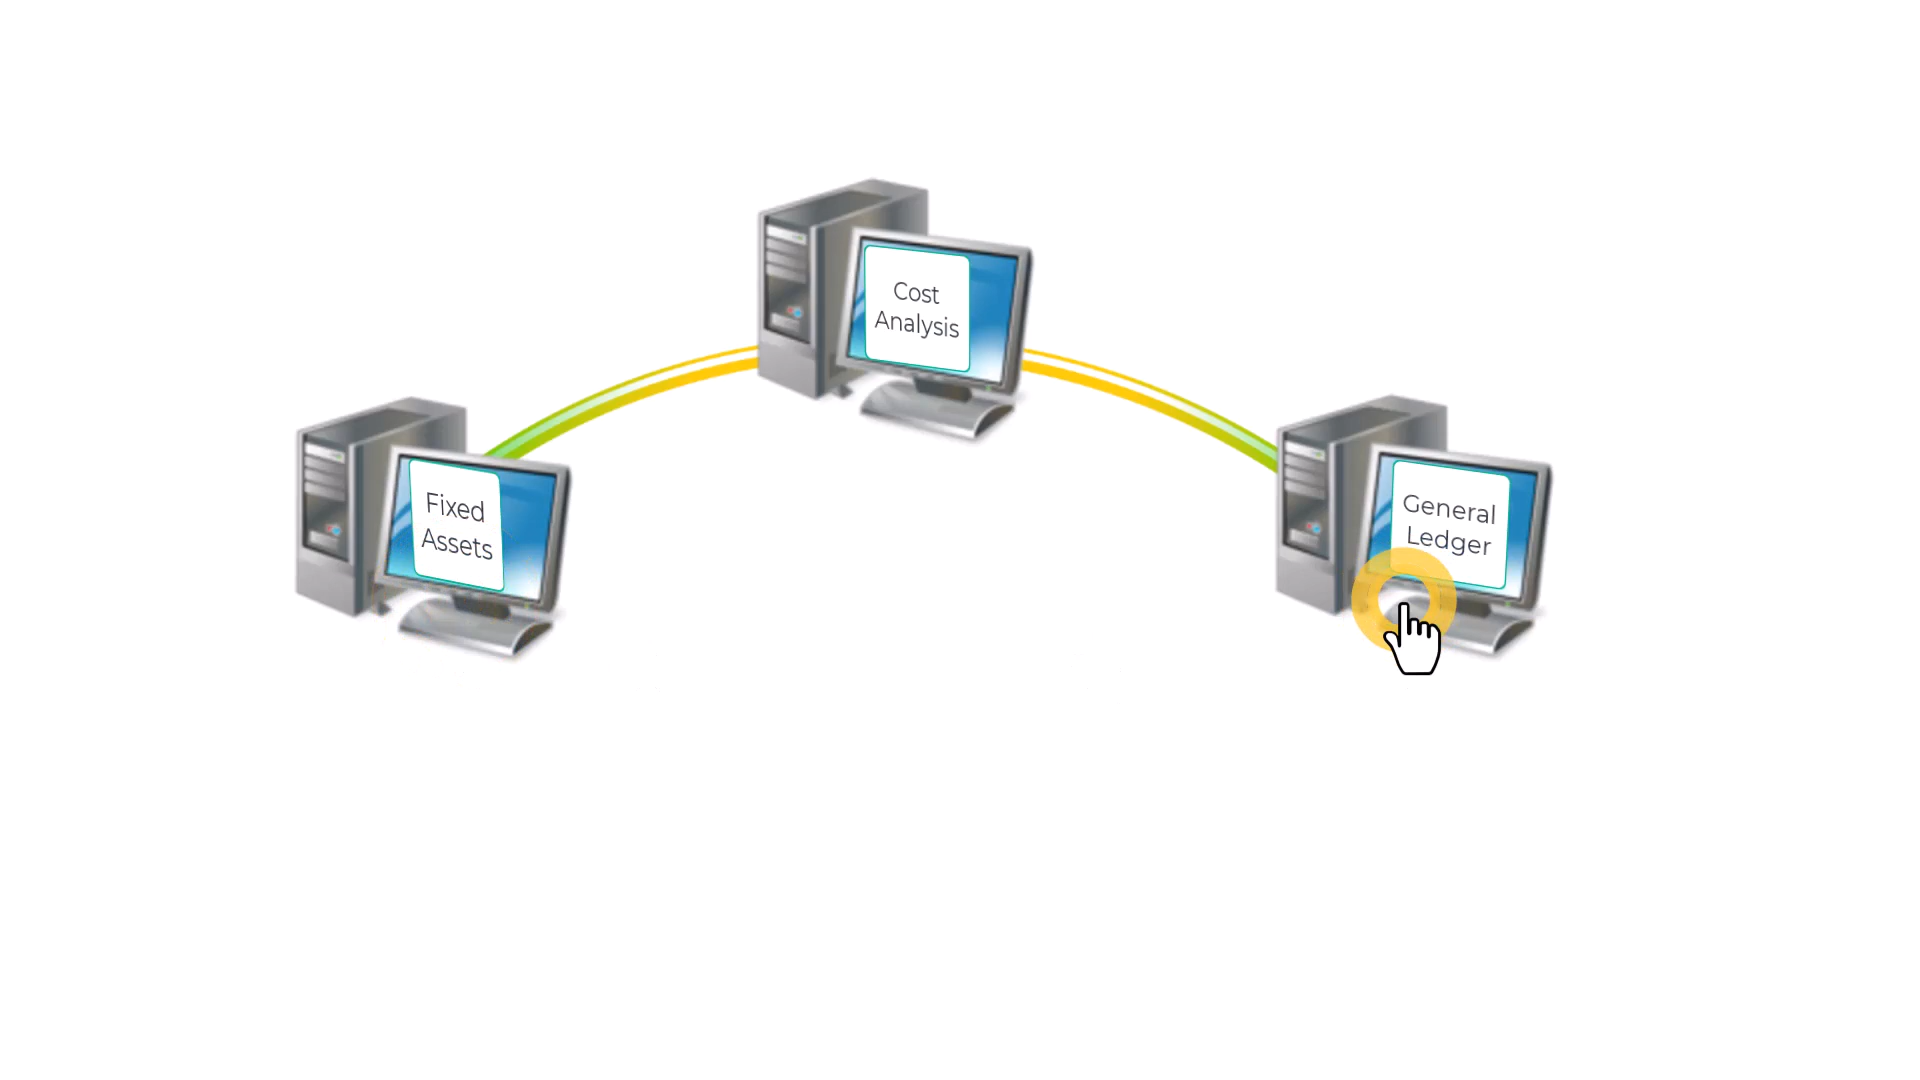 Cost
Analysis
Fixed
Assets
General
Ledger